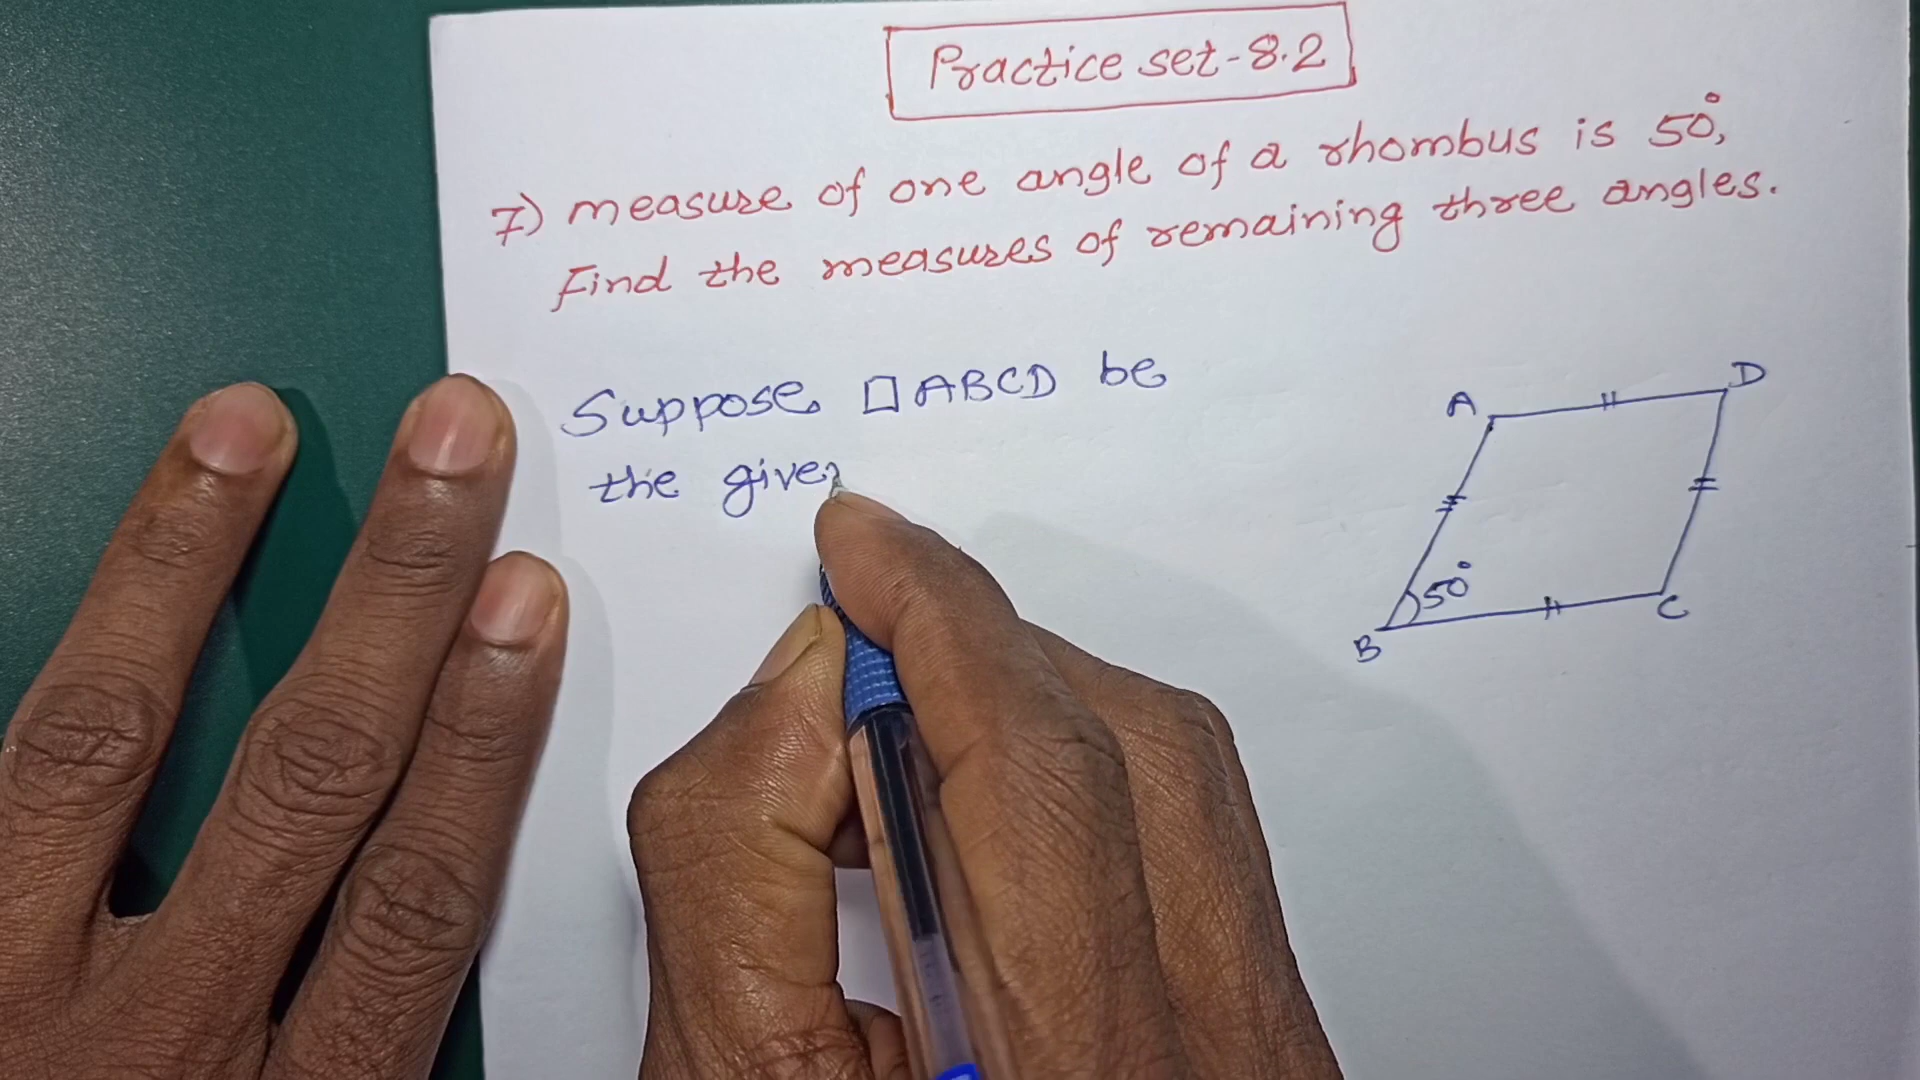 Practice set-8.2
7) measure of one angle of a rhombus is 50°,
Find the measures of remaining three angles.
Suppose □ABCD be
the given
A
D
50°
B
C